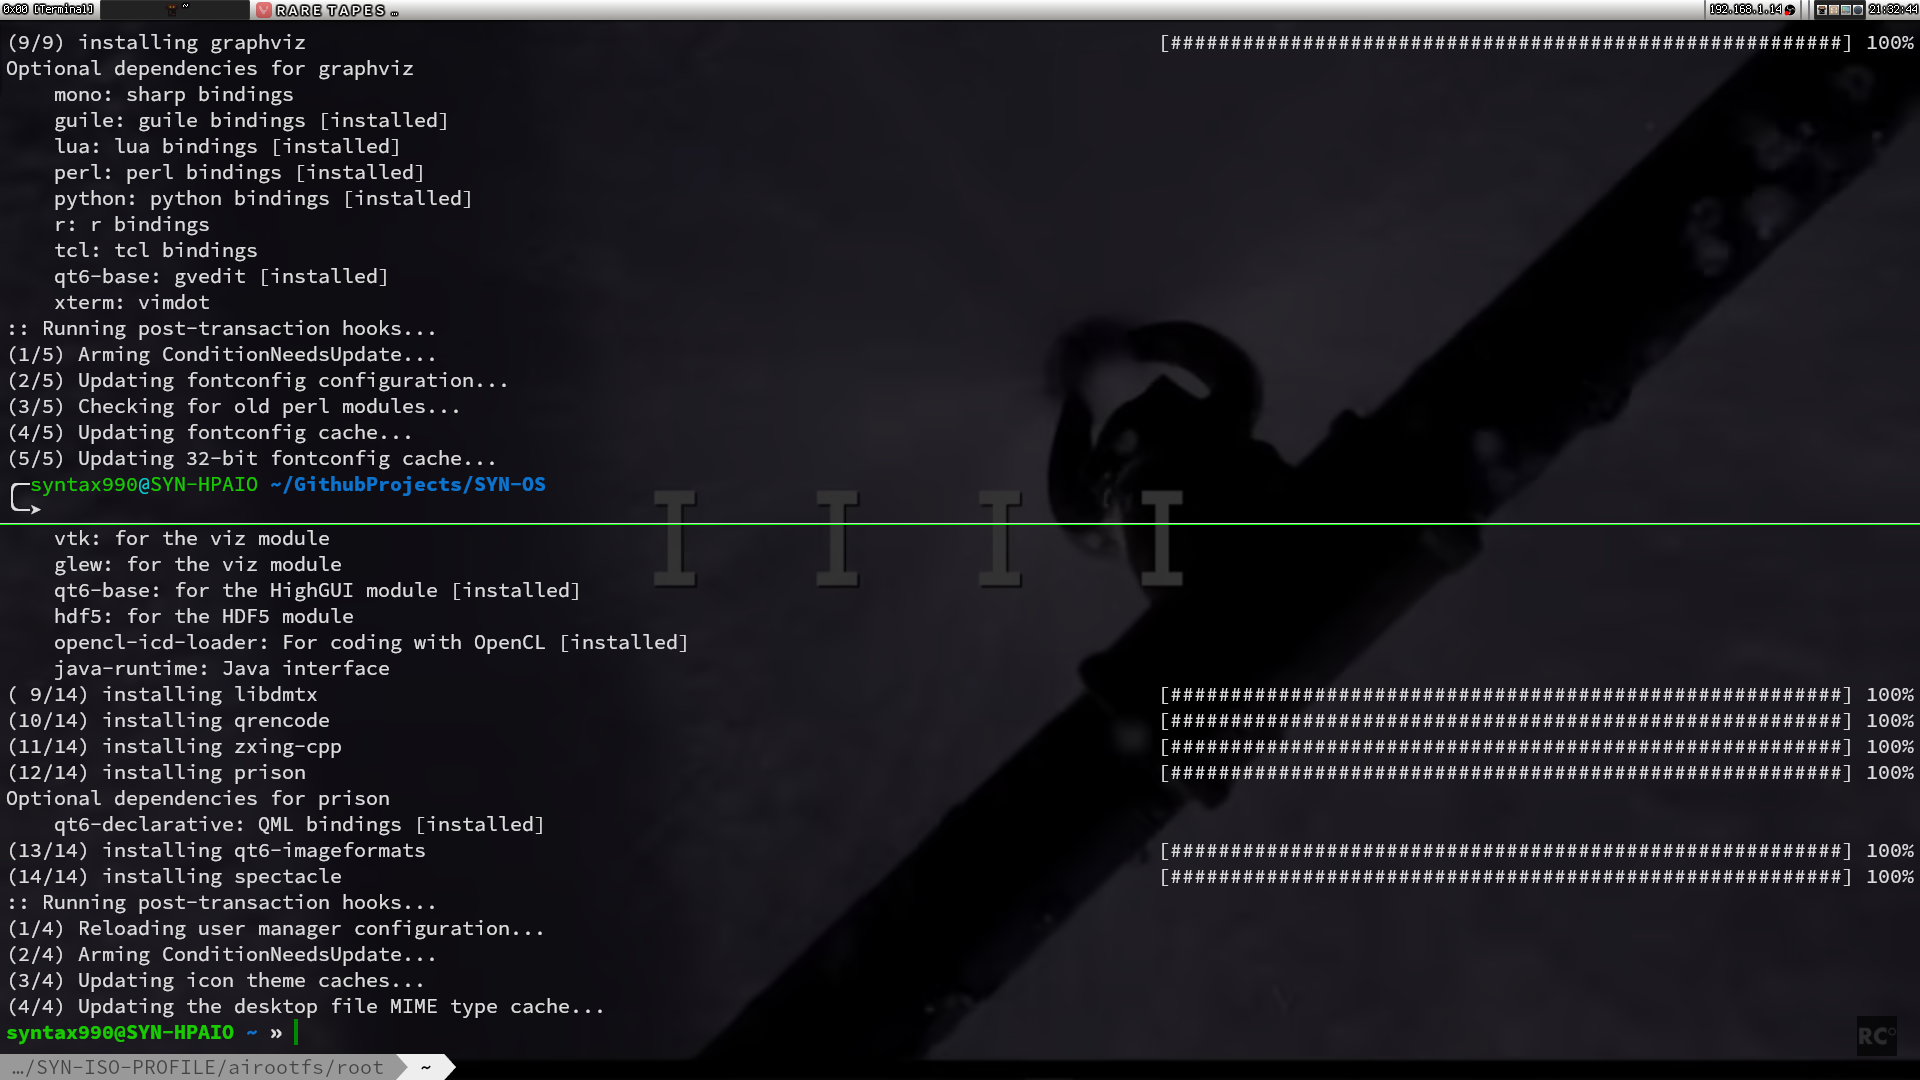 0x00 [Terminal] ~ RARE TAPES … 192.168.1.14 21:32:44
(9/9) installing graphviz [########################################################] 100%
Optional dependencies for graphviz
mono: sharp bindings
guile: guile bindings [installed]
lua: lua bindings [installed]
perl: perl bindings [installed]
python: python bindings [installed]
r: r bindings
tcl: tcl bindings
qt6-base: gvedit [installed]
xterm: vimdot
:: Running post-transaction hooks...
(1/5) Arming ConditionNeedsUpdate...
(2/5) Updating fontconfig configuration...
(3/5) Checking for old perl modules...
(4/5) Updating fontconfig cache...
(5/5) Updating 32-bit fontconfig cache...
syntax990@SYN-HPAIO ~/GithubProjects/SYN-OS
I I I I
vtk: for the viz module
glew: for the viz module
qt6-base: for the HighGUI module [installed]
hdf5: for the HDF5 module
opencl-icd-loader: For coding with OpenCL [installed]
java-runtime: Java interface
( 9/14) installing libdmtx [########################################################] 100%
(10/14) installing qrencode [########################################################] 100%
(11/14) installing zxing-cpp [########################################################] 100%
(12/14) installing prison [########################################################] 100%
Optional dependencies for prison
qt6-declarative: QML bindings [installed]
(13/14) installing qt6-imageformats [########################################################] 100%
(14/14) installing spectacle [########################################################] 100%
:: Running post-transaction hooks...
(1/4) Reloading user manager configuration...
(2/4) Arming ConditionNeedsUpdate...
(3/4) Updating icon theme caches...
(4/4) Updating the desktop file MIME type cache...
syntax990@SYN-HPAIO ~ »
RC°
…/SYN-ISO-PROFILE/airootfs/root ~